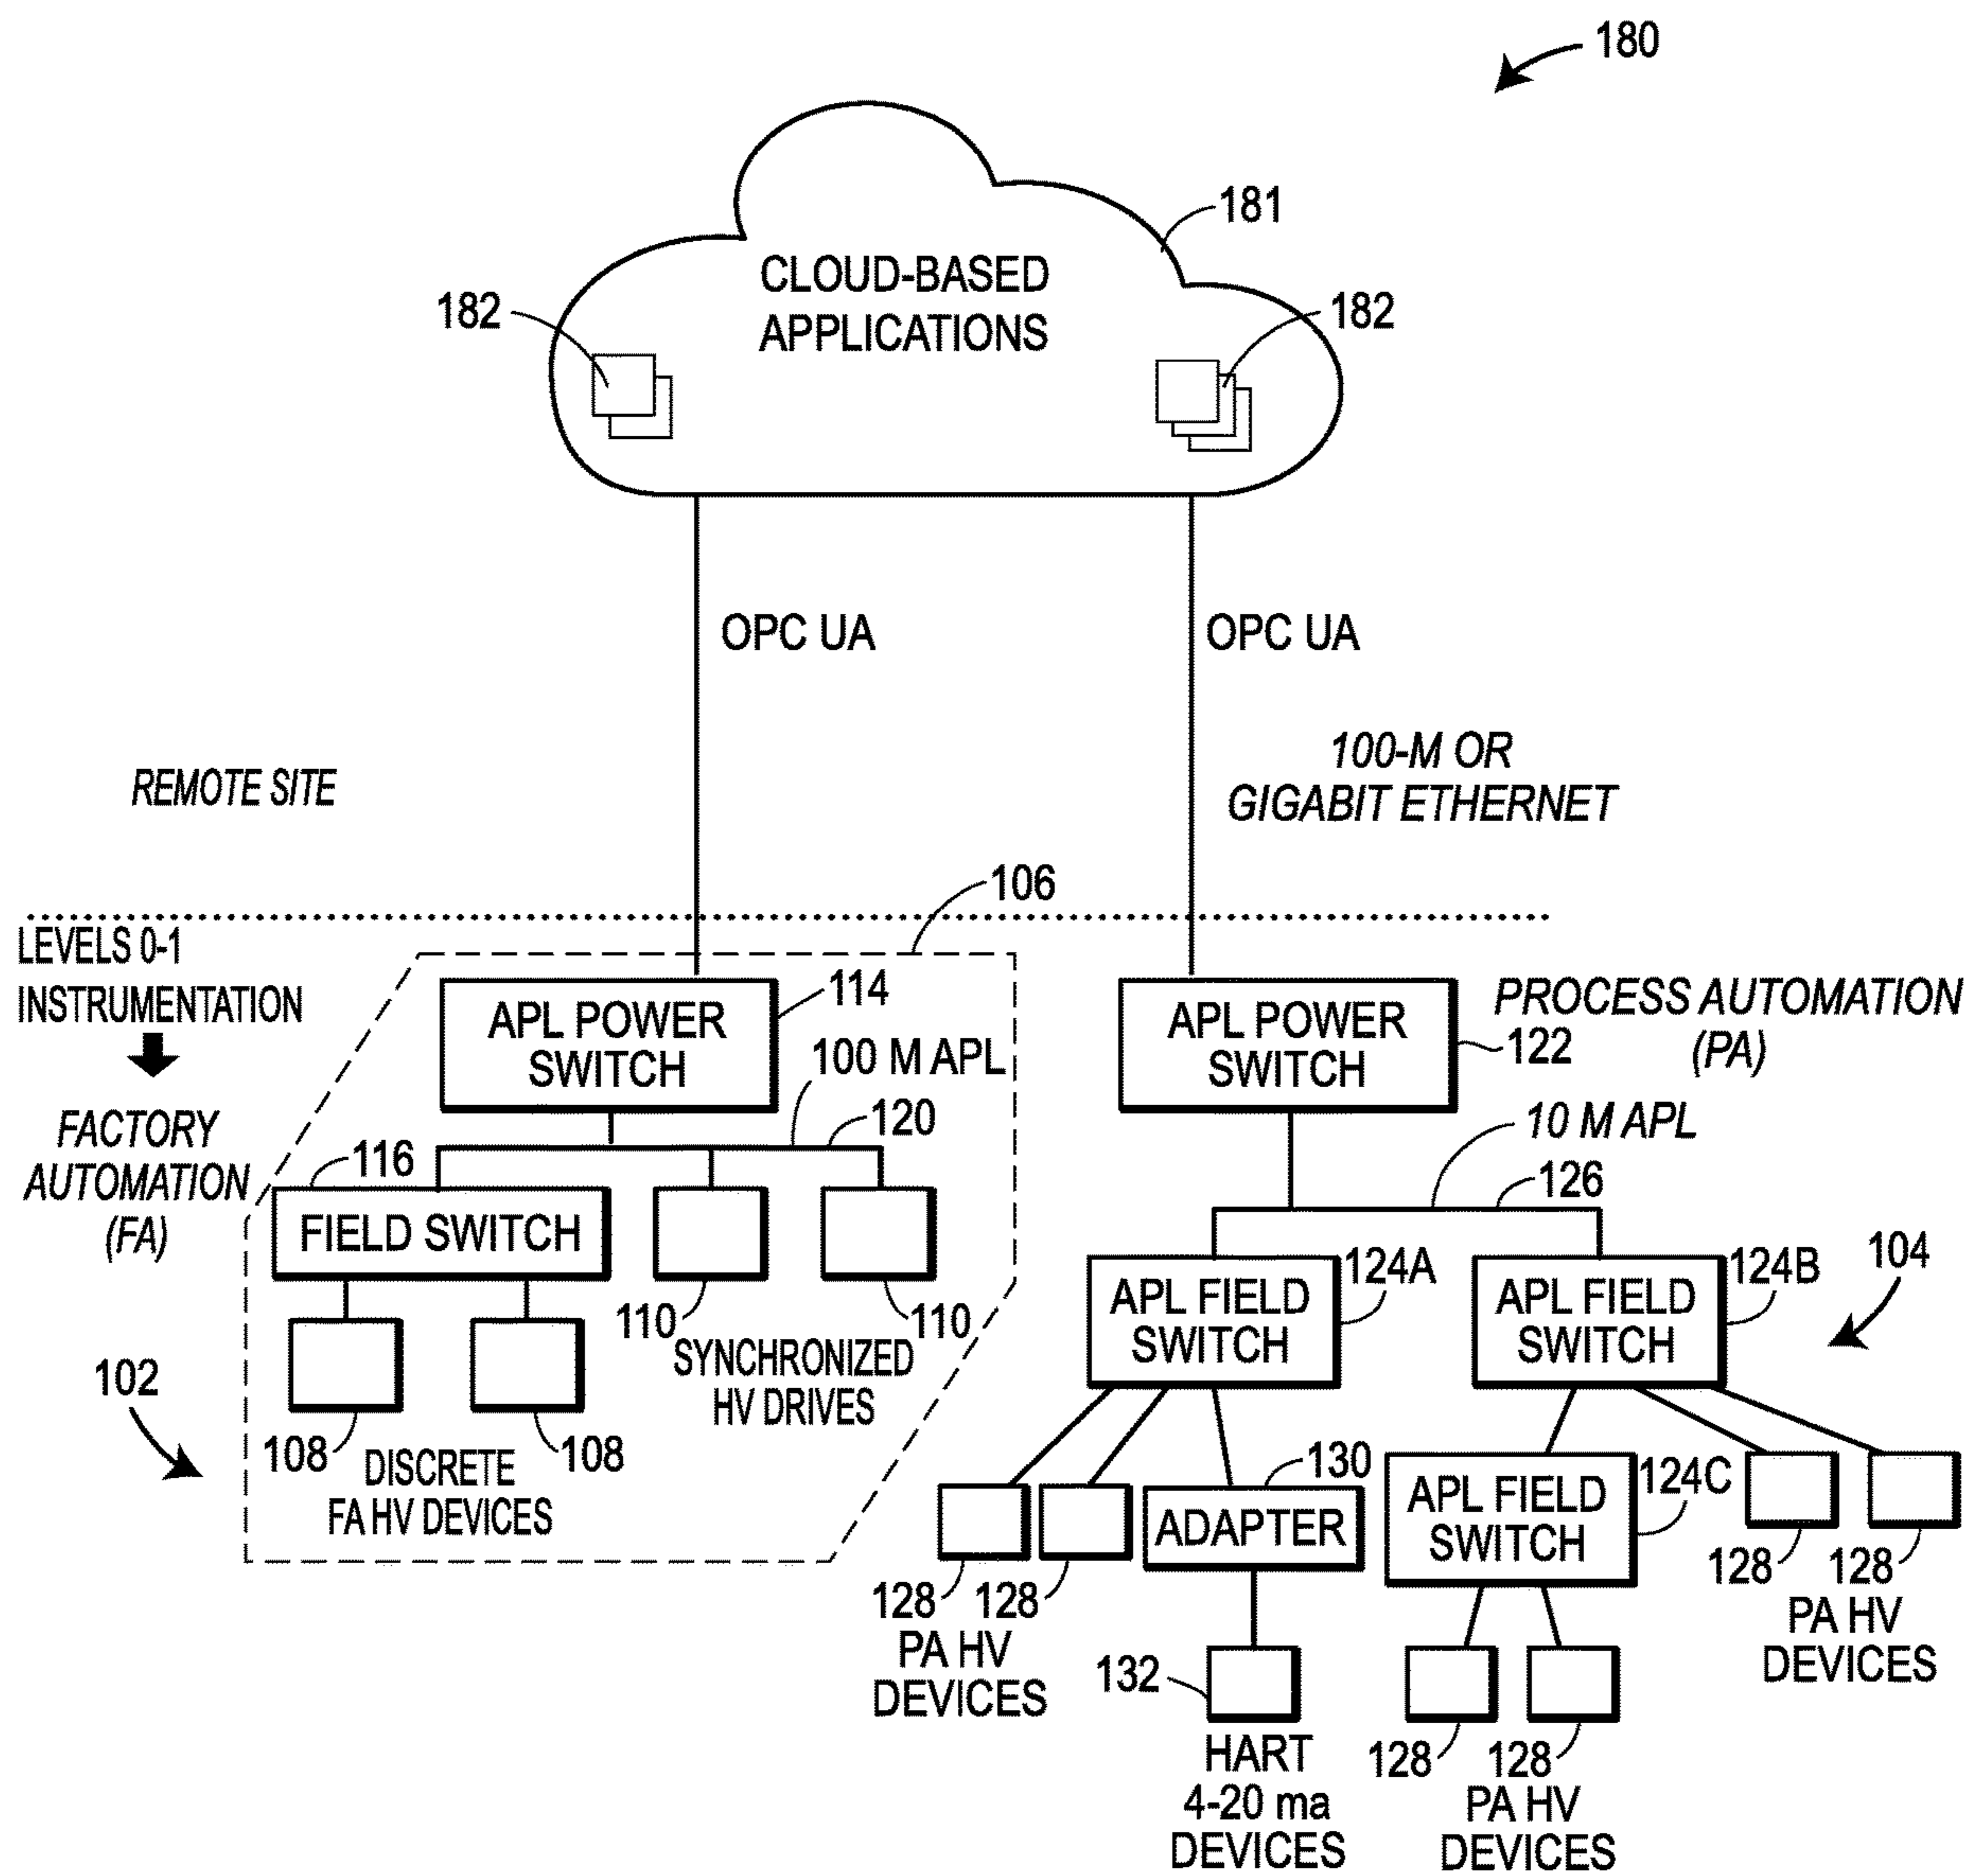 180
181
CLOUD-BASED
APPLICATIONS
182
182
OPC UA
OPC UA
100-M OR
GIGABIT ETHERNET
REMOTE SITE
106
LEVELS 0-1
INSTRUMENTATION
APL POWER
SWITCH
114
100 M APL
120
APL POWER
SWITCH
PROCESS AUTOMATION
(PA)
122
10 M APL
126
FACTORY
AUTOMATION
(FA)
116
FIELD SWITCH
110
110
SYNCHRONIZED
HV DRIVES
102
108
108
DISCRETE
FA HV DEVICES
APL FIELD
SWITCH
124A
APL FIELD
SWITCH
124B
104
130
ADAPTER
APL FIELD
SWITCH
124C
128
128
PA HV
DEVICES
128
128
PA HV
DEVICES
132
HART
4-20 ma
DEVICES
128
128
PA HV
DEVICES